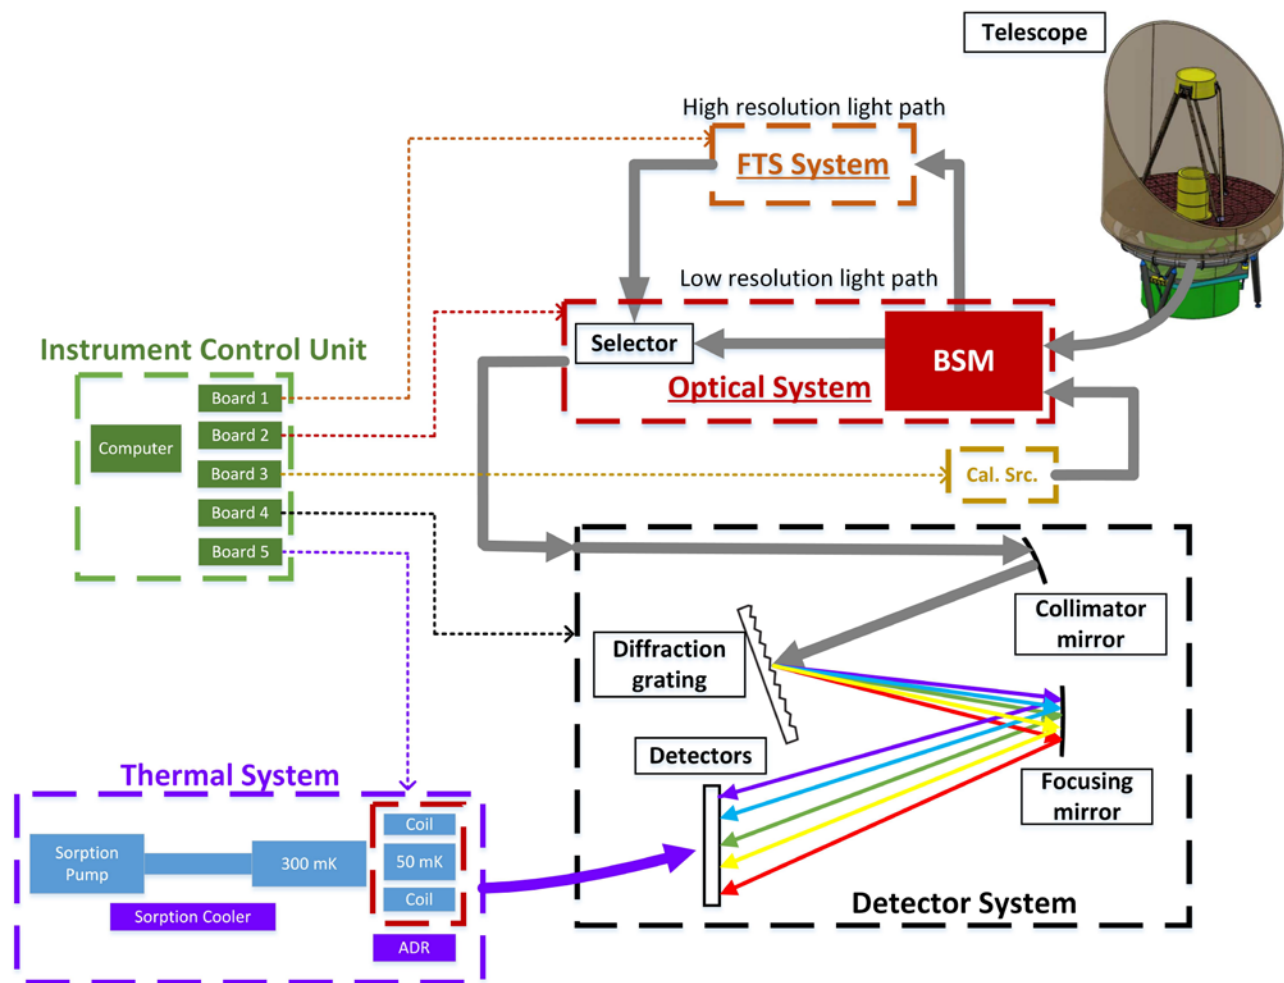 Telescope
High resolution light path
FTS System
Low resolution light path
Selector
BSM
Optical System
Instrument Control Unit
Board 1
Board 2
Computer
Board 3
Cal. Src.
Board 4
Board 5
Collimator
mirror
Diffraction
grating
Detectors
Focusing
mirror
Thermal System
Coil
Sorption
Pump
300 mK
50 mK
Coil
Sorption Cooler
Detector System
ADR